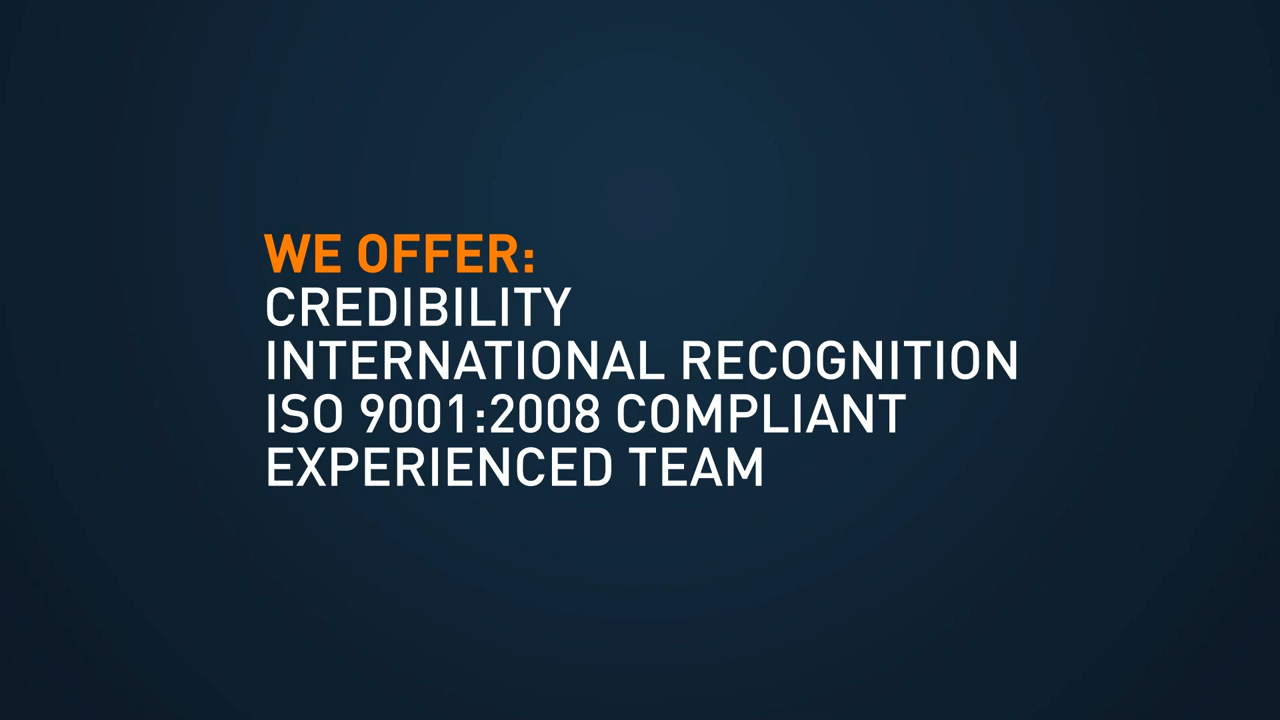 WE OFFER:
CREDIBILITY
INTERNATIONAL RECOGNITION
ISO 9001:2008 COMPLIANT
EXPERIENCED TEAM